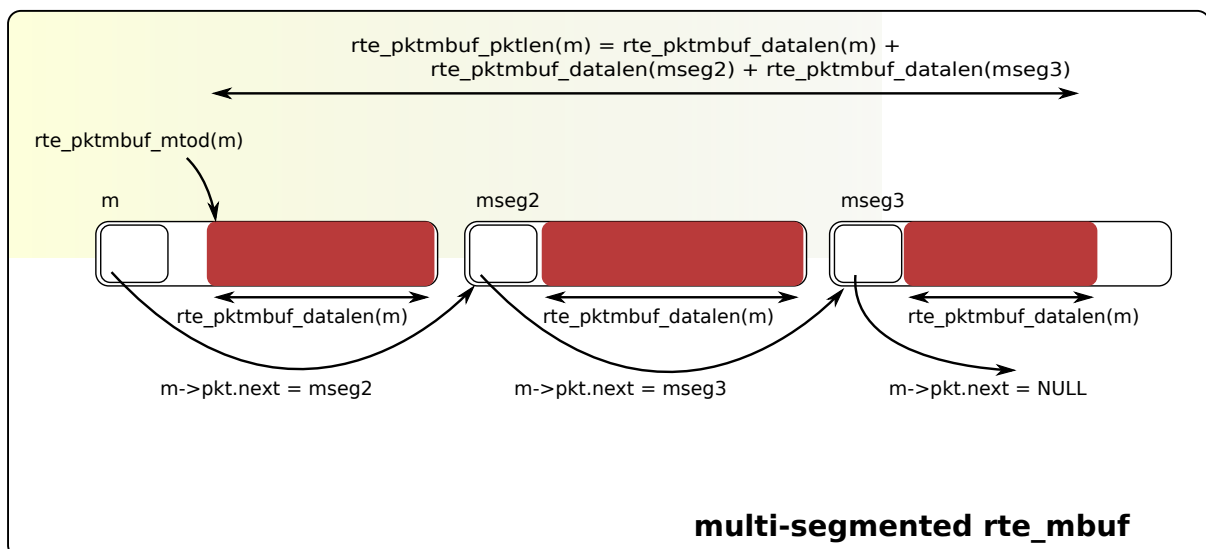 rte_pktmbuf_pktlen(m) = rte_pktmbuf_datalen(m) +
rte_pktmbuf_datalen(mseg2) + rte_pktmbuf_datalen(mseg3)
rte_pktmbuf_mtod(m)
m
mseg2
mseg3
rte_pktmbuf_datalen(m)
rte_pktmbuf_datalen(m)
rte_pktmbuf_datalen(m)
m->pkt.next = mseg2
m->pkt.next = mseg3
m->pkt.next = NULL
multi-segmented rte_mbuf